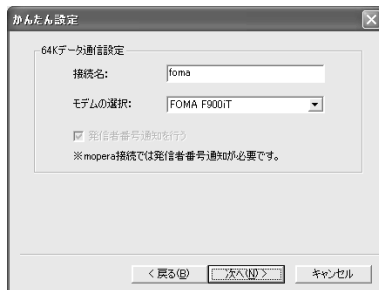 かんたん設定
64Kデータ通信設定
接続名: foma
モデムの選択: FOMA F900iT
発信者番号通知を行う
※mopera接続では発信者番号通知が必要です。
< 戻る(B) 次へ(N) > キャンセル